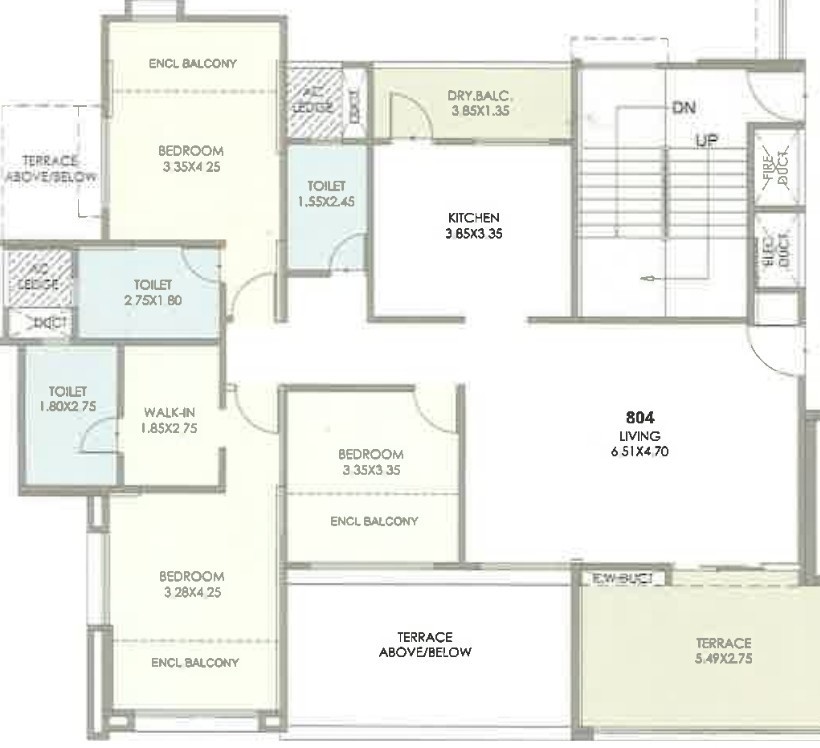 ENCL BALCONY
AC
LEDGE
DUCT
DRY.BALC.
3.85X1.35
DN
UP
BEDROOM
3.35X4.25
TERRACE
ABOVE/BELOW
TOILET
1.55X2.45
KITCHEN
3.85X3.35
FIRE
DUCT
ELEC
DUCT
AC
LEDGE
DUCT
TOILET
2.75X1.80
TOILET
1.80X2.75
WALK-IN
1.85X2.75
804
LIVING
6.51X4.70
BEDROOM
3.35X3.35
ENCL BALCONY
BEDROOM
3.28X4.25
ENCL BALCONY
TERRACE
ABOVE/BELOW
DUCT
TERRACE
5.49X2.75